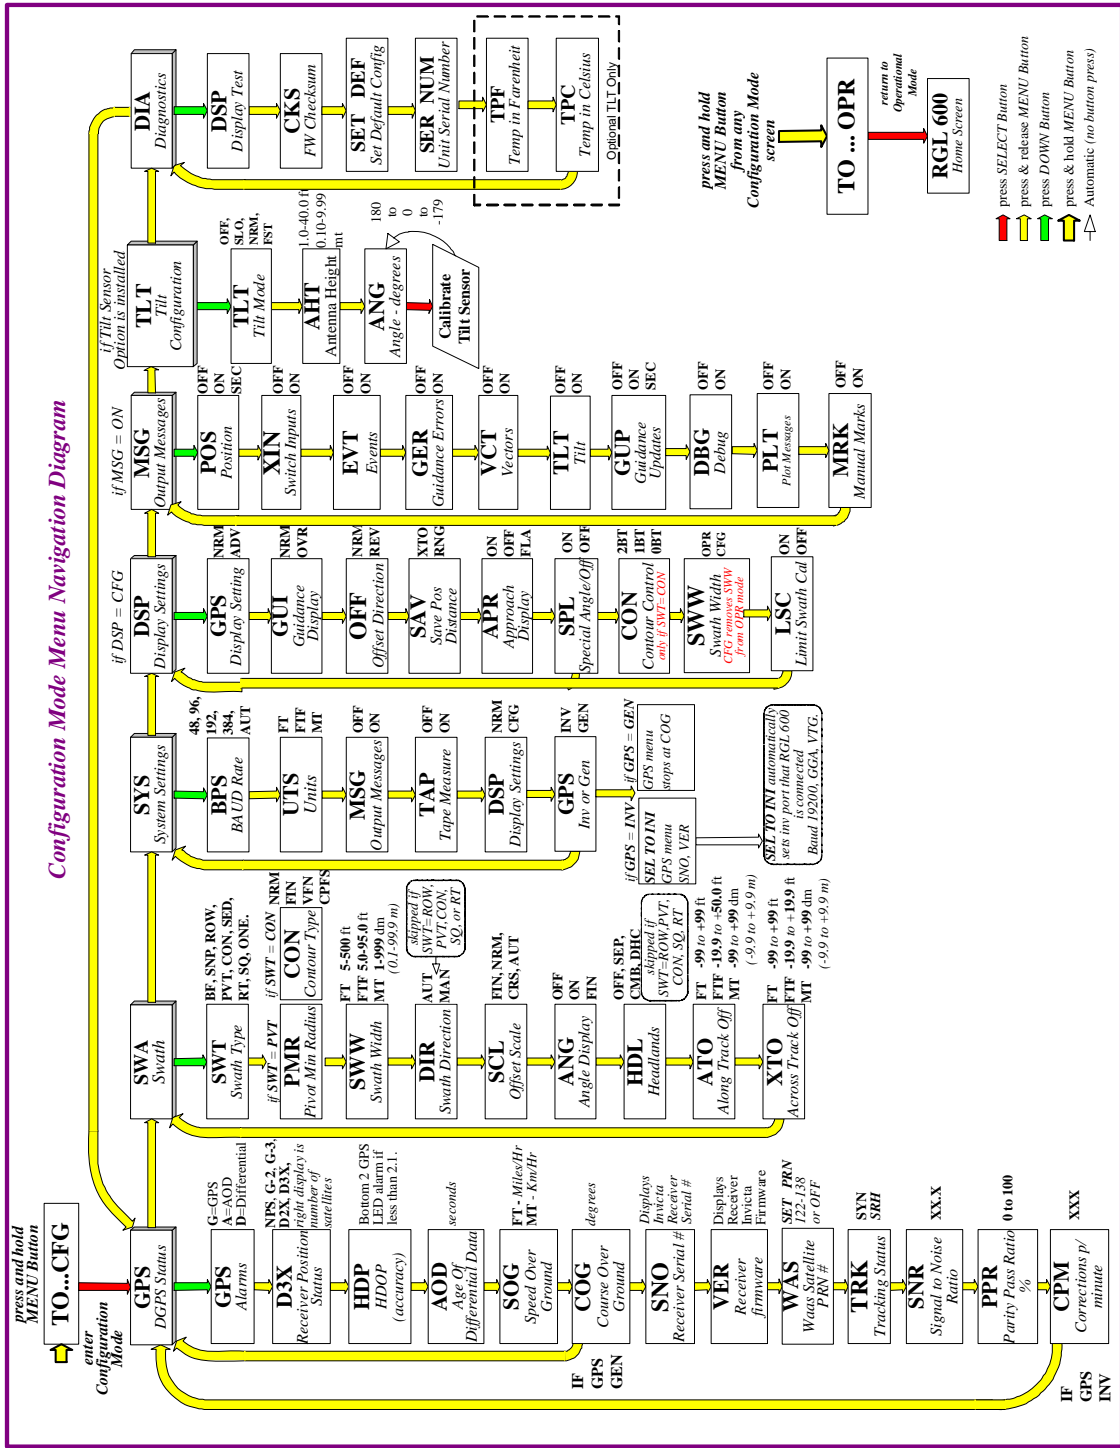 Configuration Mode Menu Navigation Diagram
press and hold
MENU Button
TO...CFG
enter
Configuration
Mode
GPS
DGPS Status
GPS
Alarms
G=GPS
A=AOD
D=Differential
D3X
Receiver Position
Status
NPS, G-2, G-3,
D2X, D3X,
right display is
number of
satellites
HDP
HDOP
(accuracy)
Bottom 2 GPS
LED alarm if
less than 2.1.
AOD
Age Of
Differential Data
seconds
SOG
Speed Over
Ground
FT - Miles/Hr
MT - Km/Hr
COG
Course Over
Ground
degrees
IF
GPS
GEN
SNO
Receiver Serial #
Displays
Invicta
Receiver
Serial #
VER
Receiver
firmware
Displays
Receiver
Invicta
Firmware
WAS
Waas Satellite
PRN #
SET PRN
122-138
or OFF
TRK
Tracking Status
SYN
SRH
SNR
Signal to Noise
Ratio
XX.X
PPR
Parity Pass Ratio
%
0 to 100
CPM
Corrections p/
minute
XXX
IF
GPS
INV
SWA
Swath
SWT
Swath Type
BF, SNP, ROW,
PVT, CON, SED,
RT, SQ, ONE.
if SWT = PVT
PMR
Pivot Min Radius
if SWT = CON
CON
Contour Type
NRM
FIN
VFN
CPFS
SWW
Swath Width
FT 5-500 ft
FTF 5.0-95.0 ft
MT 1-999 dm
(0.1-99.9 m)
DIR
Swath Direction
AUT
MAN
skipped if
SWT=ROW,
PVT,CON,
SQ, or RT
SCL
Offset Scale
FIN, NRM,
CRS, AUT
ANG
Angle Display
OFF
ON
FIN
HDL
Headlands
OFF, SEP,
CMB, DHC
skipped if
SWT=ROW,PVT,
CON, SQ, RT
ATO
Along Track Off
FT -99 to +99 ft
FTF -19.9 to +50.0 ft
MT -99 to +99 dm
(-9.9 to +9.9 m)
XTO
Across Track Off
FT -99 to +99 ft
FTF -19.9 to +19.9 ft
MT -99 to +99 dm
(-9.9 to +9.9 m)
SYS
System Settings
BPS
BAUD Rate
48, 96,
192,
384,
AUT
UTS
Units
FT
FTF
MT
MSG
Output Messages
OFF
ON
TAP
Tape Measure
OFF
ON
DSP
Display Settings
NRM
CFG
GPS
Inv or Gen
INV
GEN
if GPS = INV
SEL TO INI
GPS menu
SNO, VER
if GPS = GEN
GPS menu
stops at COG
SEL TO INI automatically
sets inv port that RGL 600
is connected
Baud 19200, GGA, VTG.
if DSP = CFG
DSP
Display Settings
GPS
Display Setting
NRM
ADV
GUI
Guidance
Display
NRM
OVR
OFF
Offset Direction
NRM
REV
SAV
Save Pos
Distance
XTO
RNG
APR
Approach
Display
ON
OFF
FLA
SPL
Special Angle/Off
ON
OFF
CON
Contour Control
only if SWT=CON
2BT
1BT
0BT
SWW
Swath Width
CFG removes SWW
from OPR mode
OPR
CFG
LSC
Limit Swath Cal
ON
OFF
if MSG = ON
MSG
Output Messages
POS
Position
OFF
ON
SEC
XIN
Switch Inputs
OFF
ON
EVT
Events
OFF
ON
GER
Guidance Errors
OFF
ON
VCT
Vectors
OFF
ON
TLT
Tilt
OFF
ON
GUP
Guidance
Updates
OFF
ON
SEC
DBG
Debug
OFF
ON
PLT
Plot Messages
OFF
ON
MRK
Manual Marks
OFF
ON
if Tilt Sensor
Option is installed
TLT
Tilt
Configuration
TLT
Tilt Mode
OFF,
SLO,
NRM,
FST
AHT
Antenna Height
1.0-40.0 ft
0.10-9.99
mt
ANG
Angle - degrees
180
to
0
to
-179
Calibrate
Tilt Sensor
DIA
Diagnostics
DSP
Display Test
CKS
FW Checksum
SET DEF
Set Default Config
SER NUM
Unit Serial Number
TPF
Temp in Farenheit
TPC
Temp in Celsius
Optional TLT Only
press and hold
MENU Button
from any
Configuration Mode
screen
TO ... OPR
return to
Operational
Mode
RGL 600
Home Screen
press SELECT Button
press & release MENU Button
press DOWN Button
press & hold MENU Button
Automatic (no button press)